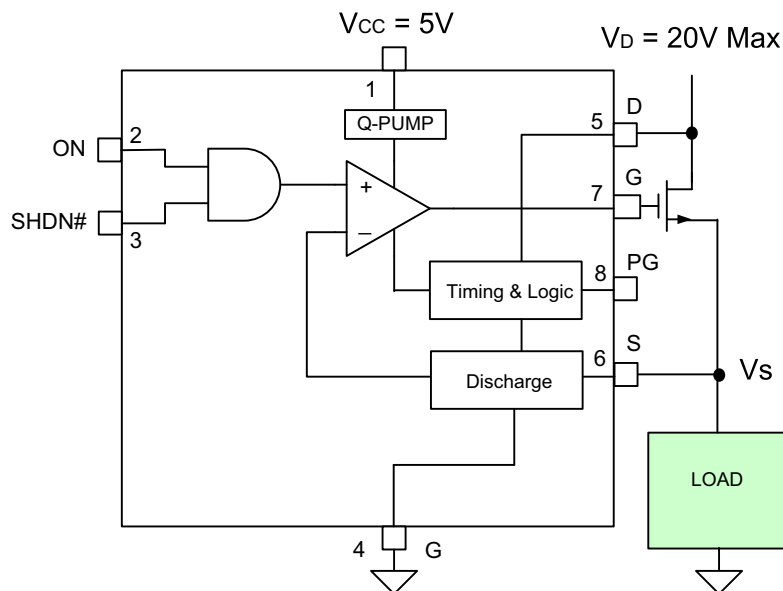 VCC = 5V
VD = 20V Max
1
D
Q-PUMP
5
ON
2
G
+
7
SHDN#
3
–
PG
8
Timing & Logic
S
6
Vs
Discharge
LOAD
4
G